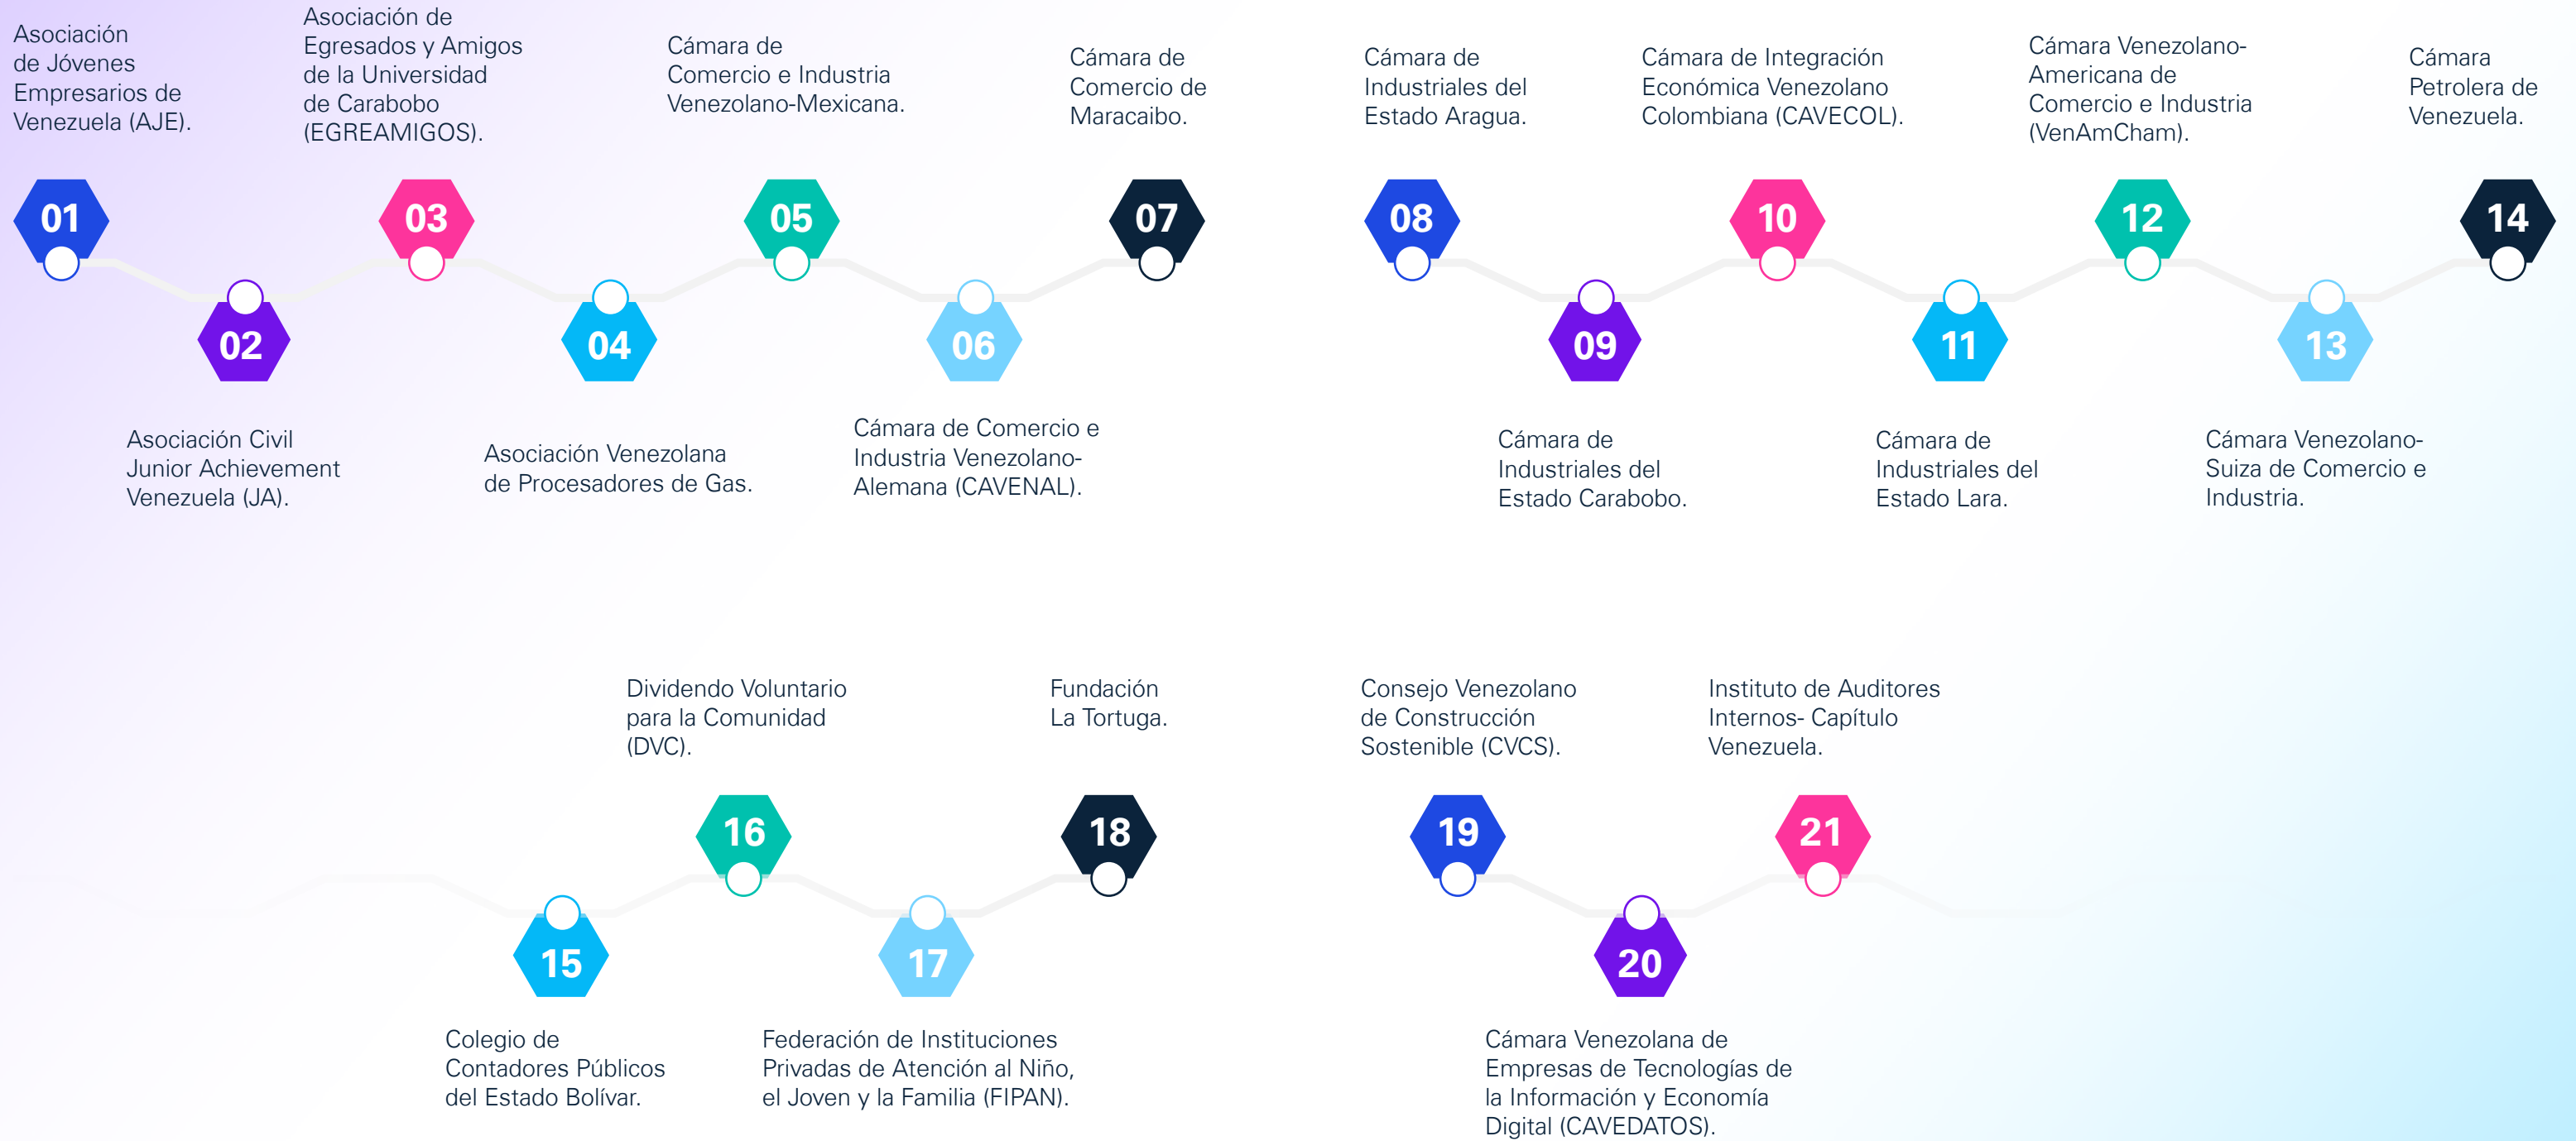 Asociación
de Jóvenes
Empresarios de
Venezuela (AJE).
01
02
Asociación Civil
Junior Achievement
Venezuela (JA).
Asociación de
Egresados y Amigos
de la Universidad
de Carabobo
(EGREAMIGOS).
03
04
Asociación Venezolana
de Procesadores de Gas.
Cámara de
Comercio e Industria
Venezolano-Mexicana.
05
06
Cámara de Comercio e
Industria Venezolano-
Alemana (CAVENAL).
Cámara de
Comercio de
Maracaibo.
07
Cámara de
Industriales del
Estado Aragua.
08
09
Cámara de
Industriales del
Estado Carabobo.
Cámara de Integración
Económica Venezolano
Colombiana (CAVECOL).
10
11
Cámara de
Industriales del
Estado Lara.
Cámara Venezolano-
Americana de
Comercio e Industria
(VenAmCham).
12
13
Cámara Venezolano-
Suiza de Comercio e
Industria.
Cámara
Petrolera de
Venezuela.
14
15
Colegio de
Contadores Públicos
del Estado Bolívar.
Dividendo Voluntario
para la Comunidad
(DVC).
16
17
Federación de Instituciones
Privadas de Atención al Niño,
el Joven y la Familia (FIPAN).
Fundación
La Tortuga.
18
Consejo Venezolano
de Construcción
Sostenible (CVCS).
19
20
Cámara Venezolana de
Empresas de Tecnologías de
la Información y Economía
Digital (CAVEDATOS).
Instituto de Auditores
Internos- Capítulo
Venezuela.
21